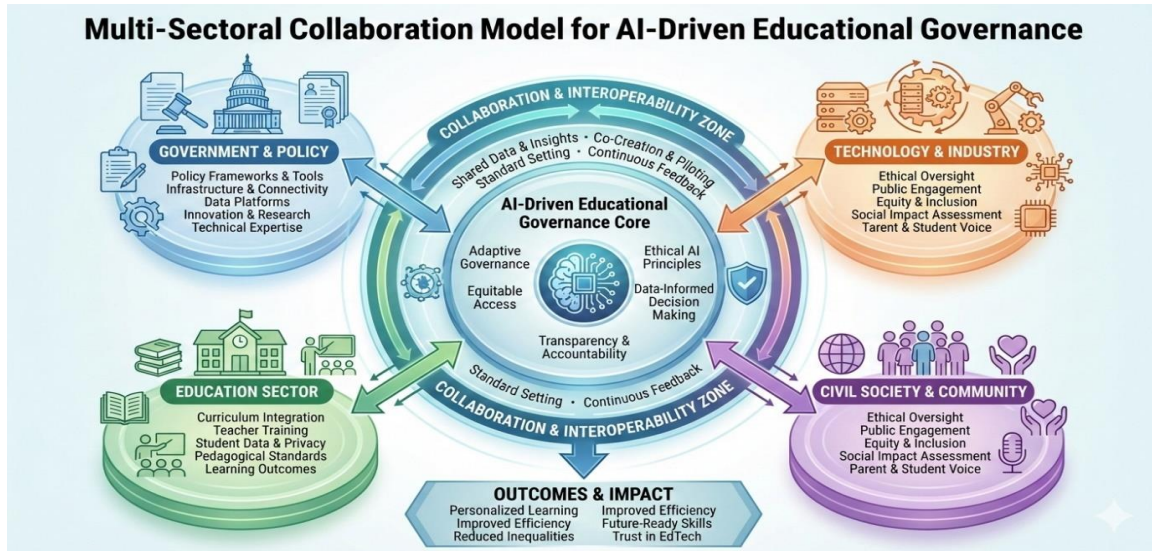 Multi-Sectoral Collaboration Model for AI-Driven Educational Governance
GOVERNMENT & POLICY
Policy Frameworks & Tools
Infrastructure & Connectivity
Data Platforms
Innovation & Research
Technical Expertise
COLLABORATION & INTEROPERABILITY ZONE
Shared Data & Insights • Co-Creation & Piloting
Standard Setting • Continuous Feedback
TECHNOLOGY & INDUSTRY
Ethical Oversight
Public Engagement
Equity & Inclusion
Social Impact Assessment
Tarent & Student Voice
AI-Driven Educational
Governance Core
Adaptive
Governance
Equitable
Access
Ethical AI
Principles
Data-Informed
Decision
Making
Transparency &
Accountability
Standard Setting • Continuous Feedback
COLLABORATION & INTEROPERABILITY ZONE
EDUCATION SECTOR
Curriculum Integration
Teacher Training
Student Data & Privacy
Pedagogical Standards
Learning Outcomes
CIVIL SOCIETY & COMMUNITY
Ethical Oversight
Public Engagement
Equity & Inclusion
Social Impact Assessment
Parent & Student Voice
OUTCOMES & IMPACT
Personalized Learning
Improved Efficiency
Reduced Inequalities
Improved Efficiency
Future-Ready Skills
Trust in EdTech